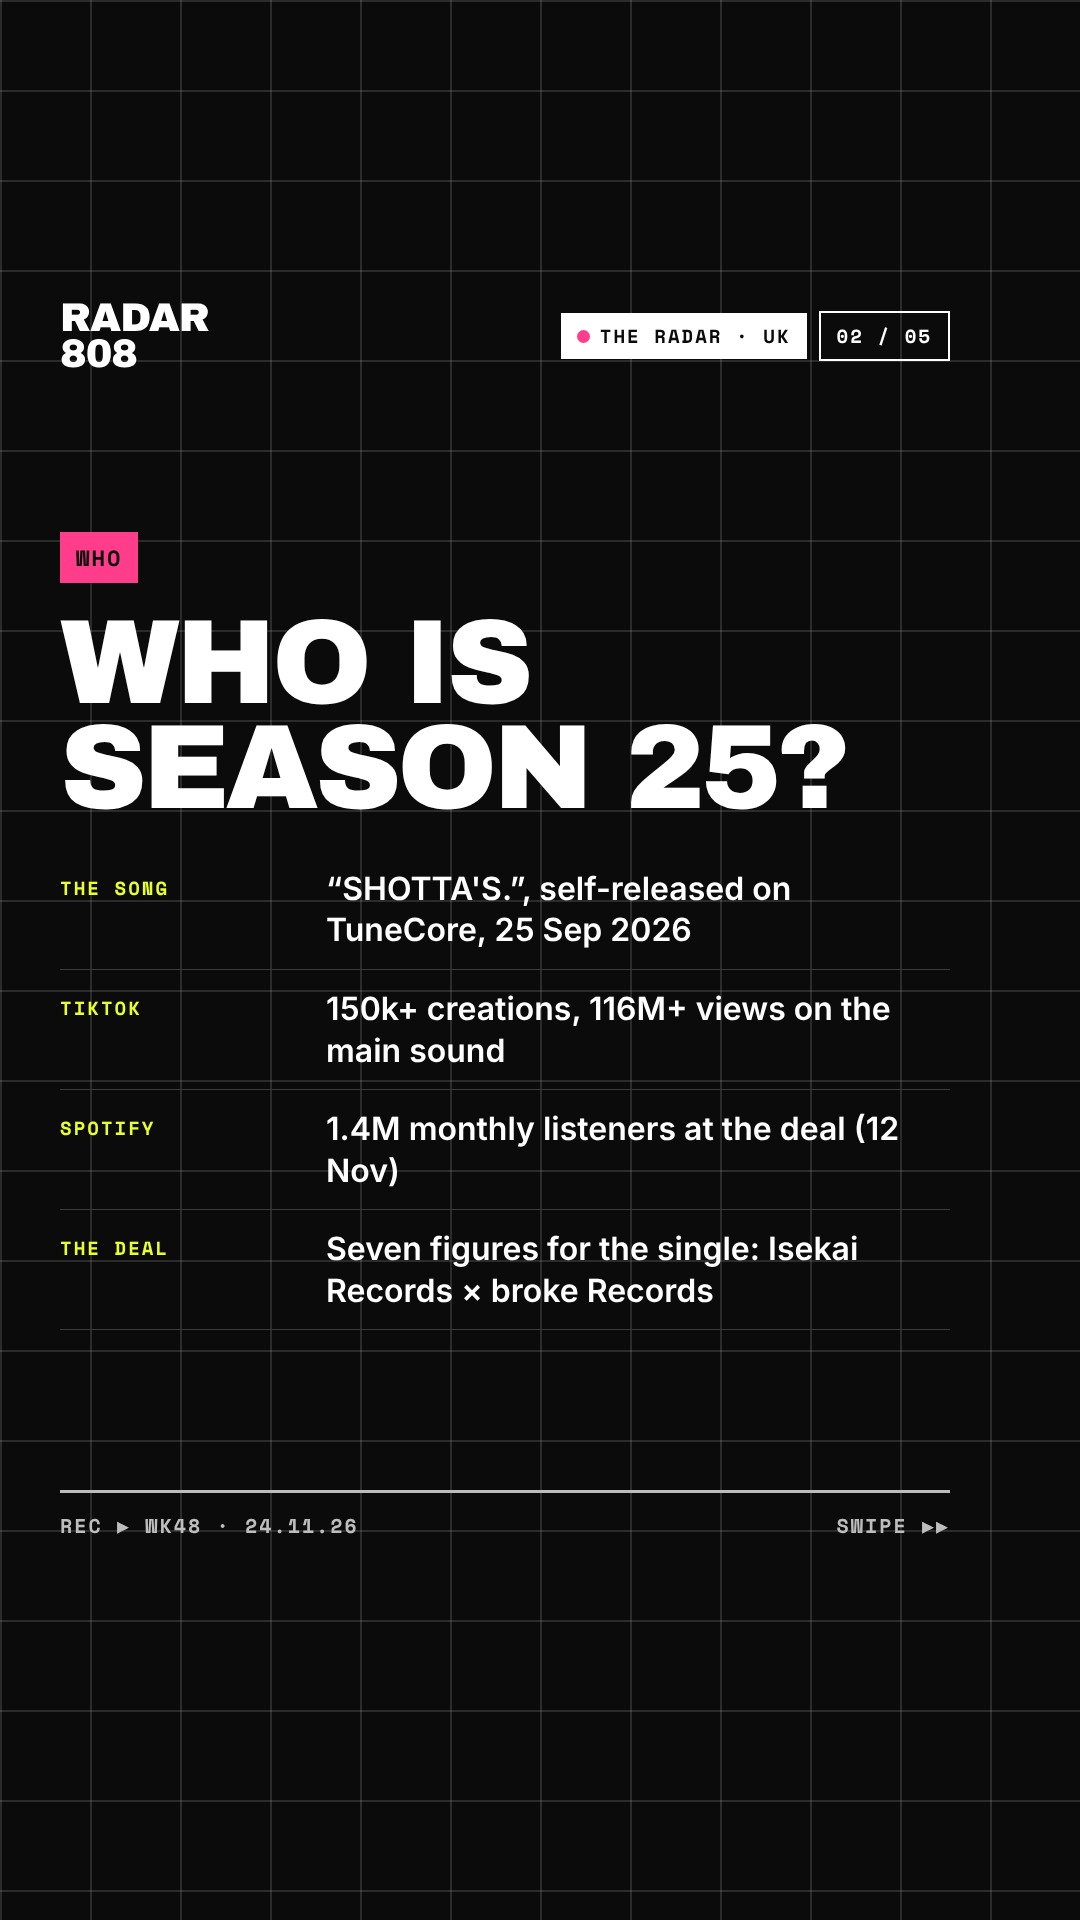 RADAR
808
THE RADAR · UK
02 / 05
WHO
WHO IS
SEASON 25?
THE SONG
“SHOTTA'S.”, self-released on
TuneCore, 25 Sep 2026
TIKTOK
150k+ creations, 116M+ views on the
main sound
SPOTIFY
1.4M monthly listeners at the deal (12
Nov)
THE DEAL
Seven figures for the single: Isekai
Records × broke Records
REC ▶ WK48 · 24.11.26
SWIPE ▶▶